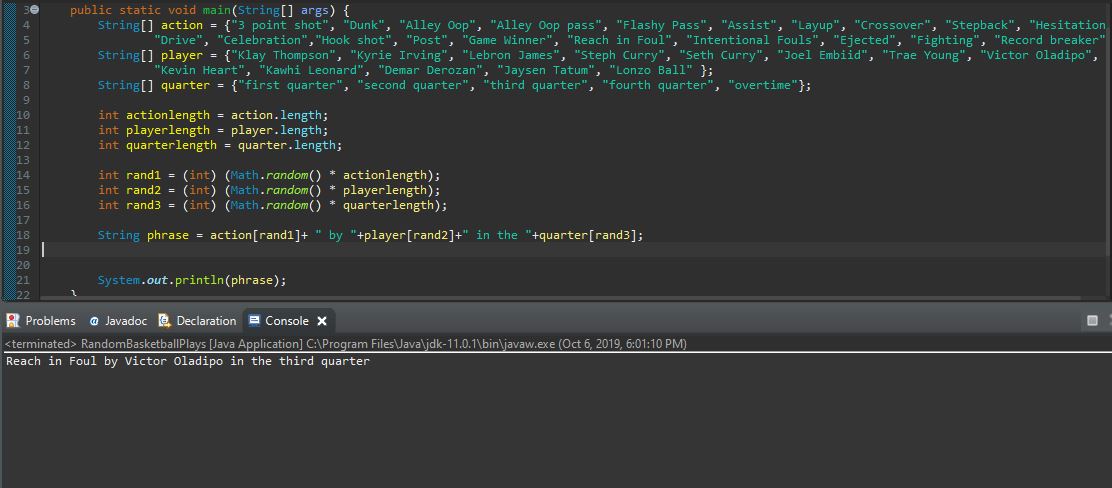 3 public static void main(String[] args) {
4 String[] action = {"3 point shot", "Dunk", "Alley Oop", "Alley Oop pass", "Flashy Pass", "Assist", "Layup", "Crossover", "Stepback", "Hesitation
5 "Drive", "Celebration","Hook shot", "Post", "Game Winner", "Reach in Foul", "Intentional Fouls", "Ejected", "Fighting", "Record breaker"
6 String[] player = {"Klay Thompson", "Kyrie Irving", "Lebron James", "Steph Curry", "Seth Curry", "Joel Embiid", "Trae Young", "Victor Oladipo",
7 "Kevin Heart", "Kawhi Leonard", "Demar Derozan", "Jaysen Tatum", "Lonzo Ball" };
8 String[] quarter = {"first quarter", "second quarter", "third quarter", "fourth quarter", "overtime"};
9
10 int actionlength = action.length;
11 int playerlength = player.length;
12 int quarterlength = quarter.length;
13
14 int rand1 = (int) (Math.random() * actionlength);
15 int rand2 = (int) (Math.random() * playerlength);
16 int rand3 = (int) (Math.random() * quarterlength);
17
18 String phrase = action[rand1]+ " by "+player[rand2]+" in the "+quarter[rand3];
19
20
21 System.out.println(phrase);
22 }
Problems @ Javadoc Declaration Console
<terminated> RandomBasketballPlays [Java Application] C:\Program Files\Java\jdk-11.0.1\bin\javaw.exe (Oct 6, 2019, 6:01:10 PM)
Reach in Foul by Victor Oladipo in the third quarter